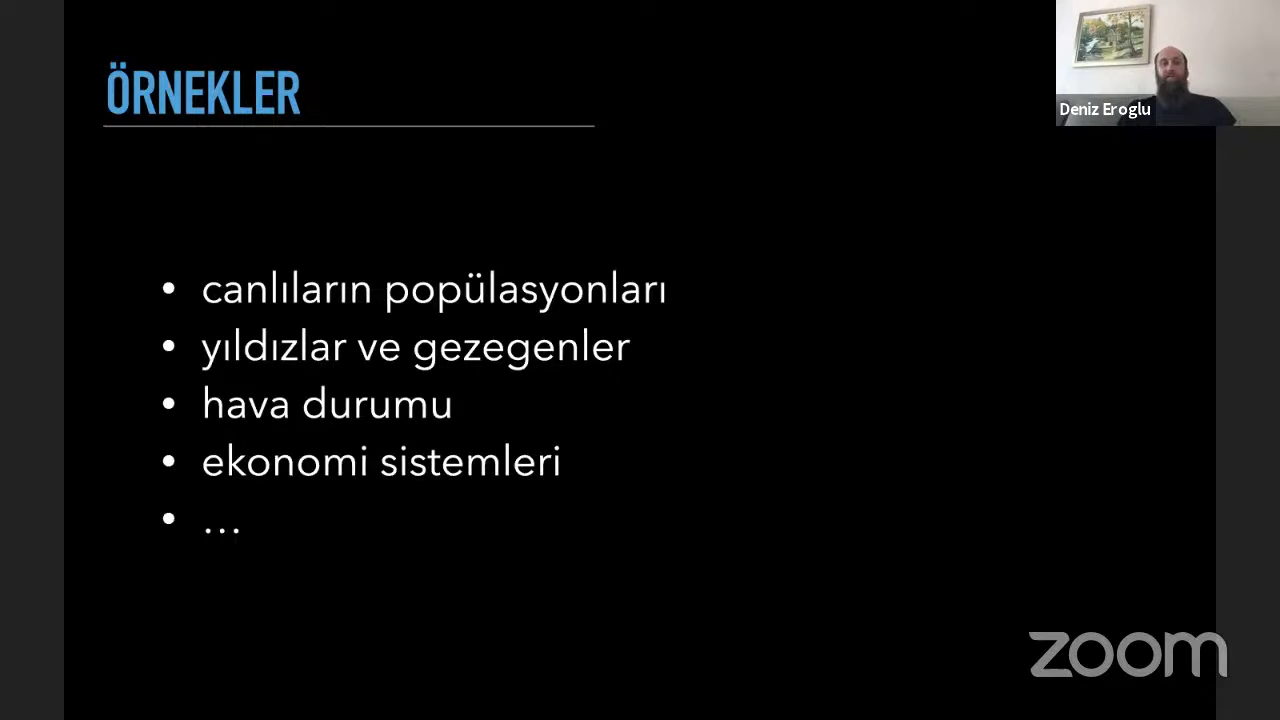 ÖRNEKLER
Deniz Eroglu
• canlıların popülasyonları
• yıldızlar ve gezegenler
• hava durumu
• ekonomi sistemleri
• ...
zoom